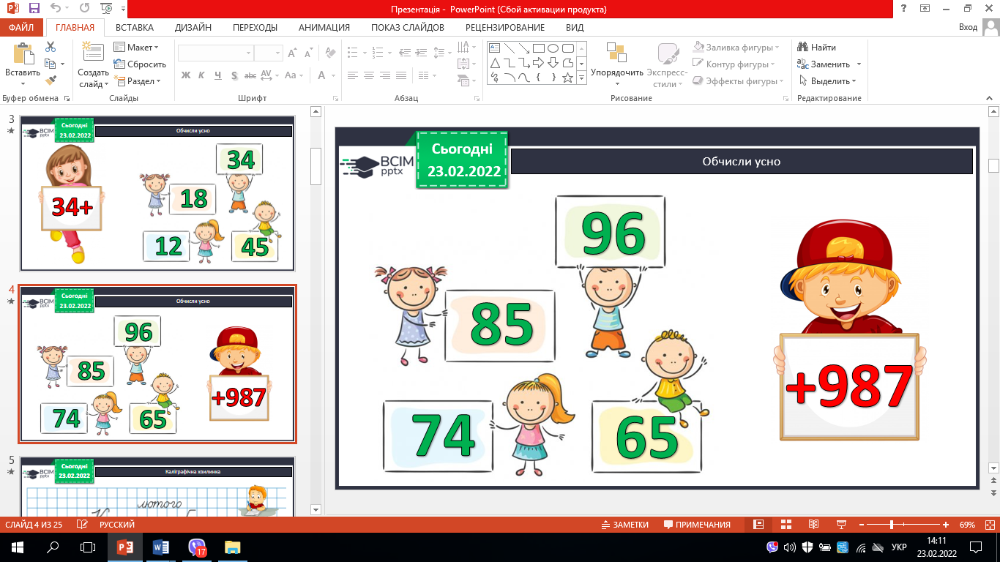 Презентація - PowerPoint (Сбой активации продукта)
ФАЙЛ ГЛАВНАЯ ВСТАВКА ДИЗАЙН ПЕРЕХОДЫ АНИМАЦИЯ ПОКАЗ СЛАЙДОВ РЕЦЕНЗИРОВАНИЕ ВИД Вход
Вставить
Буфер обмена
Создать слайд
Макет
Сбросить
Раздел
Слайды
Ж К Ч S abc AV Aa A
Шрифт
Абзац
Упорядочить
Экспресс-стили
Заливка фигуры
Контур фигуры
Эффекты фигуры
Рисование
Найти
Заменить
Выделить
Редактирование
3
Сьогодні
23.02.2022
Обчисли усно
BCIM
pptx
34+
34
18
12
45
4
Сьогодні
23.02.2022
Обчисли усно
BCIM
pptx
96
85
74
65
+987
5
Сьогодні
23.02.2022
Каліграфічна хвилинка
BCIM
pptx
лютого
Сьогодні
23.02.2022
Обчисли усно
BCIM
pptx
96
85
74
65
+987
СЛАЙД 4 ИЗ 25 РУССКИЙ ЗАМЕТКИ ПРИМЕЧАНИЯ 69%
17
УКР
14:11
23.02.2022